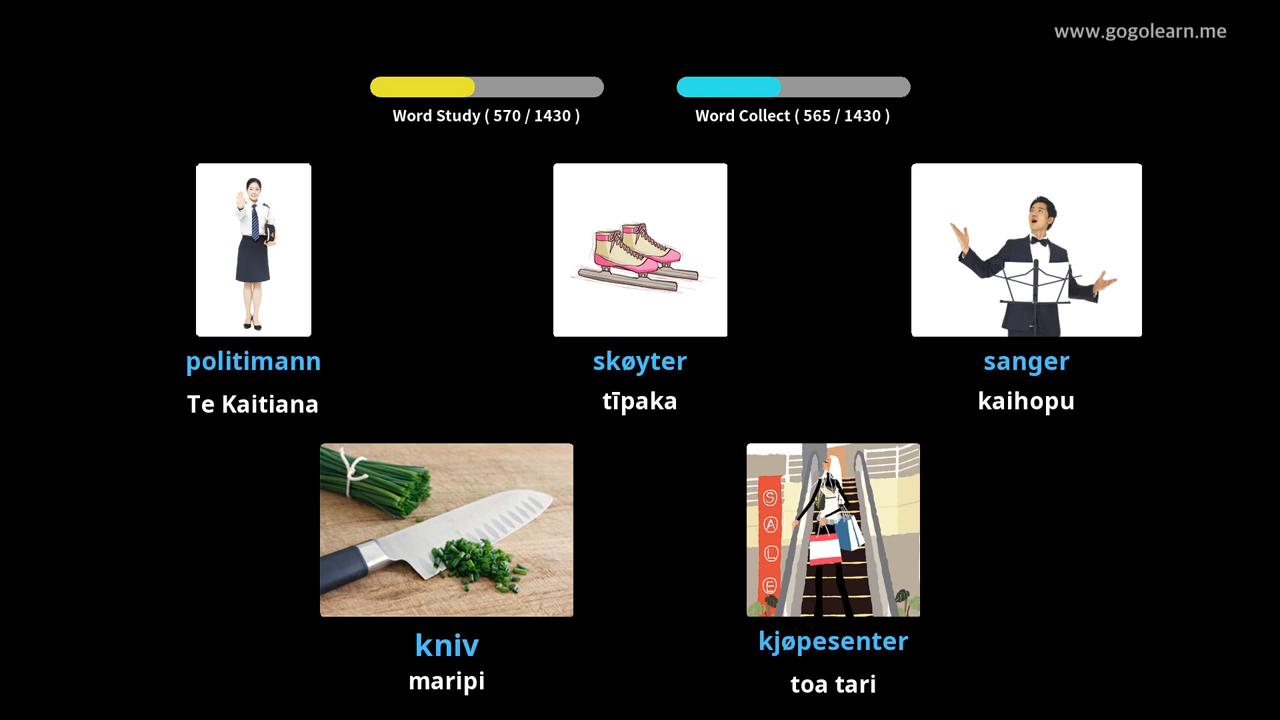 www.gogolearn.me
Word Study ( 570 / 1430 )
Word Collect ( 565 / 1430 )
politimann
skøyter
sanger
Te Kaitiana
tīpaka
kaihopu
SALE
kniv
kjøpesenter
maripi
toa tari